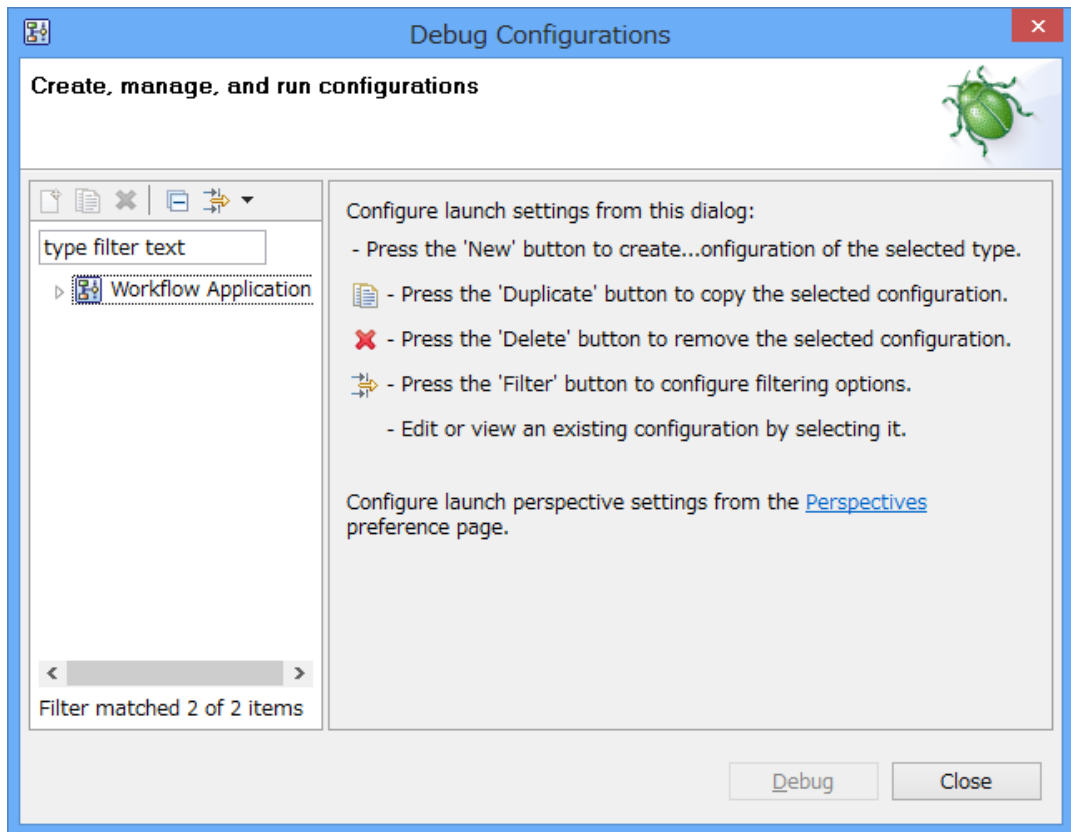 Debug Configurations
Create, manage, and run configurations
type filter text
Workflow Application
Filter matched 2 of 2 items
Configure launch settings from this dialog:
- Press the 'New' button to create...onfiguration of the selected type.
- Press the 'Duplicate' button to copy the selected configuration.
- Press the 'Delete' button to remove the selected configuration.
- Press the 'Filter' button to configure filtering options.
- Edit or view an existing configuration by selecting it.
Configure launch perspective settings from the Perspectives
preference page.
Debug
Close